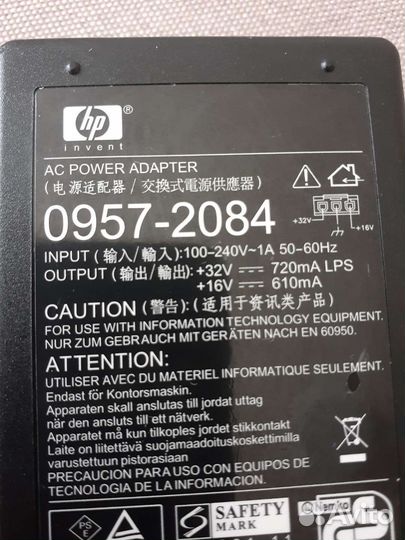 hp ®
invent
AC POWER ADAPTER
(电源适配器 / 交換式電源供應器)
0957-2084
+32V +16V
INPUT (输入/輸入):100-240V~1A 50-60Hz
OUTPUT (输出/輸出): +32V 720mA LPS
+16V 610mA
CAUTION (警告): (适用于资讯类产品)
FOR USE WITH INFORMATION TECHNOLOGY EQUIPMENT.
NUR ZUM GEBRAUCH MIT GERÄTEN NACH EN 60950.
ATTENTION:
UTILISER AVEC DU MATERIEL INFORMATIQUE SEULEMENT.
Endast för Kontorsmaskin.
Apparaten skall anslutas till jordat uttag
när den ansluts till ett nätverk.
Apparatet må kun tilkoples jordet stikkontakt
Laite on liitettävä suojamaadoituskoskettimilla
varustettuun pistorasiaan
PRECAUCION PARA USO CON EQUIPOS DE
TECNOLOGIA DE LA INFORMACION
PS
E
SAFETY
MARK
Nemko
Avito